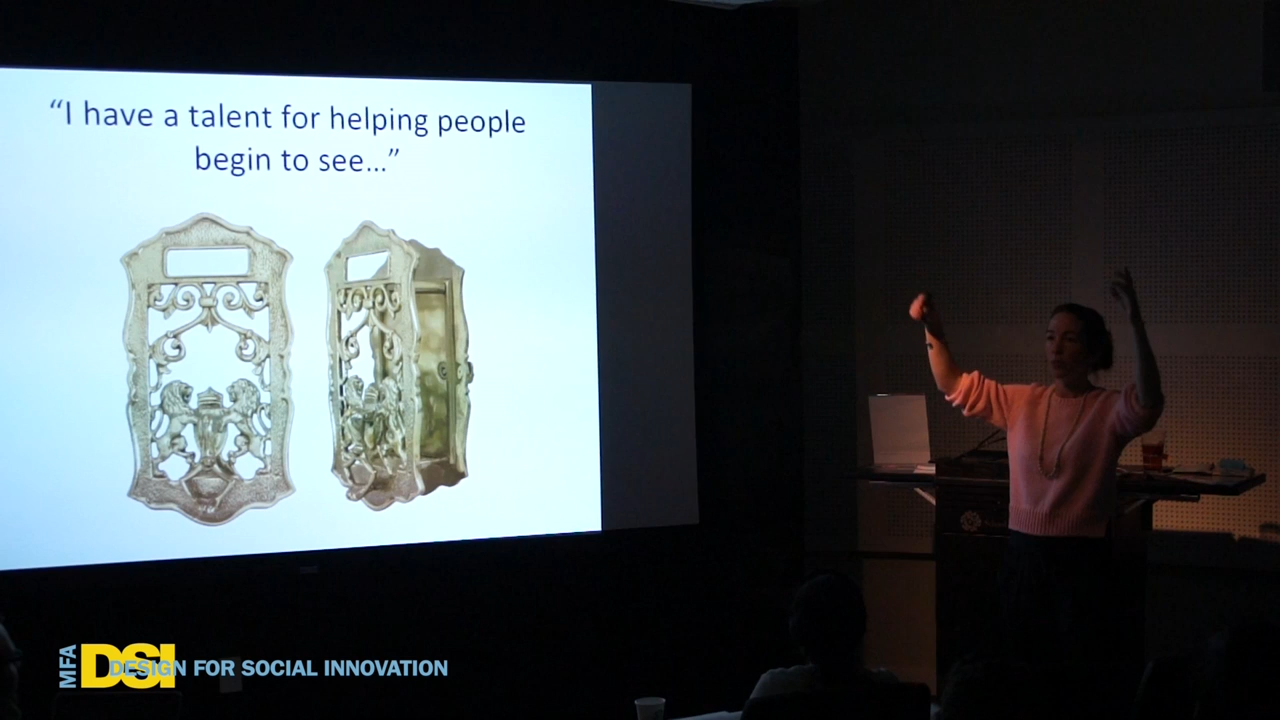 “I have a talent for helping people
begin to see...”
MFA
DSI
DESIGN FOR SOCIAL INNOVATION